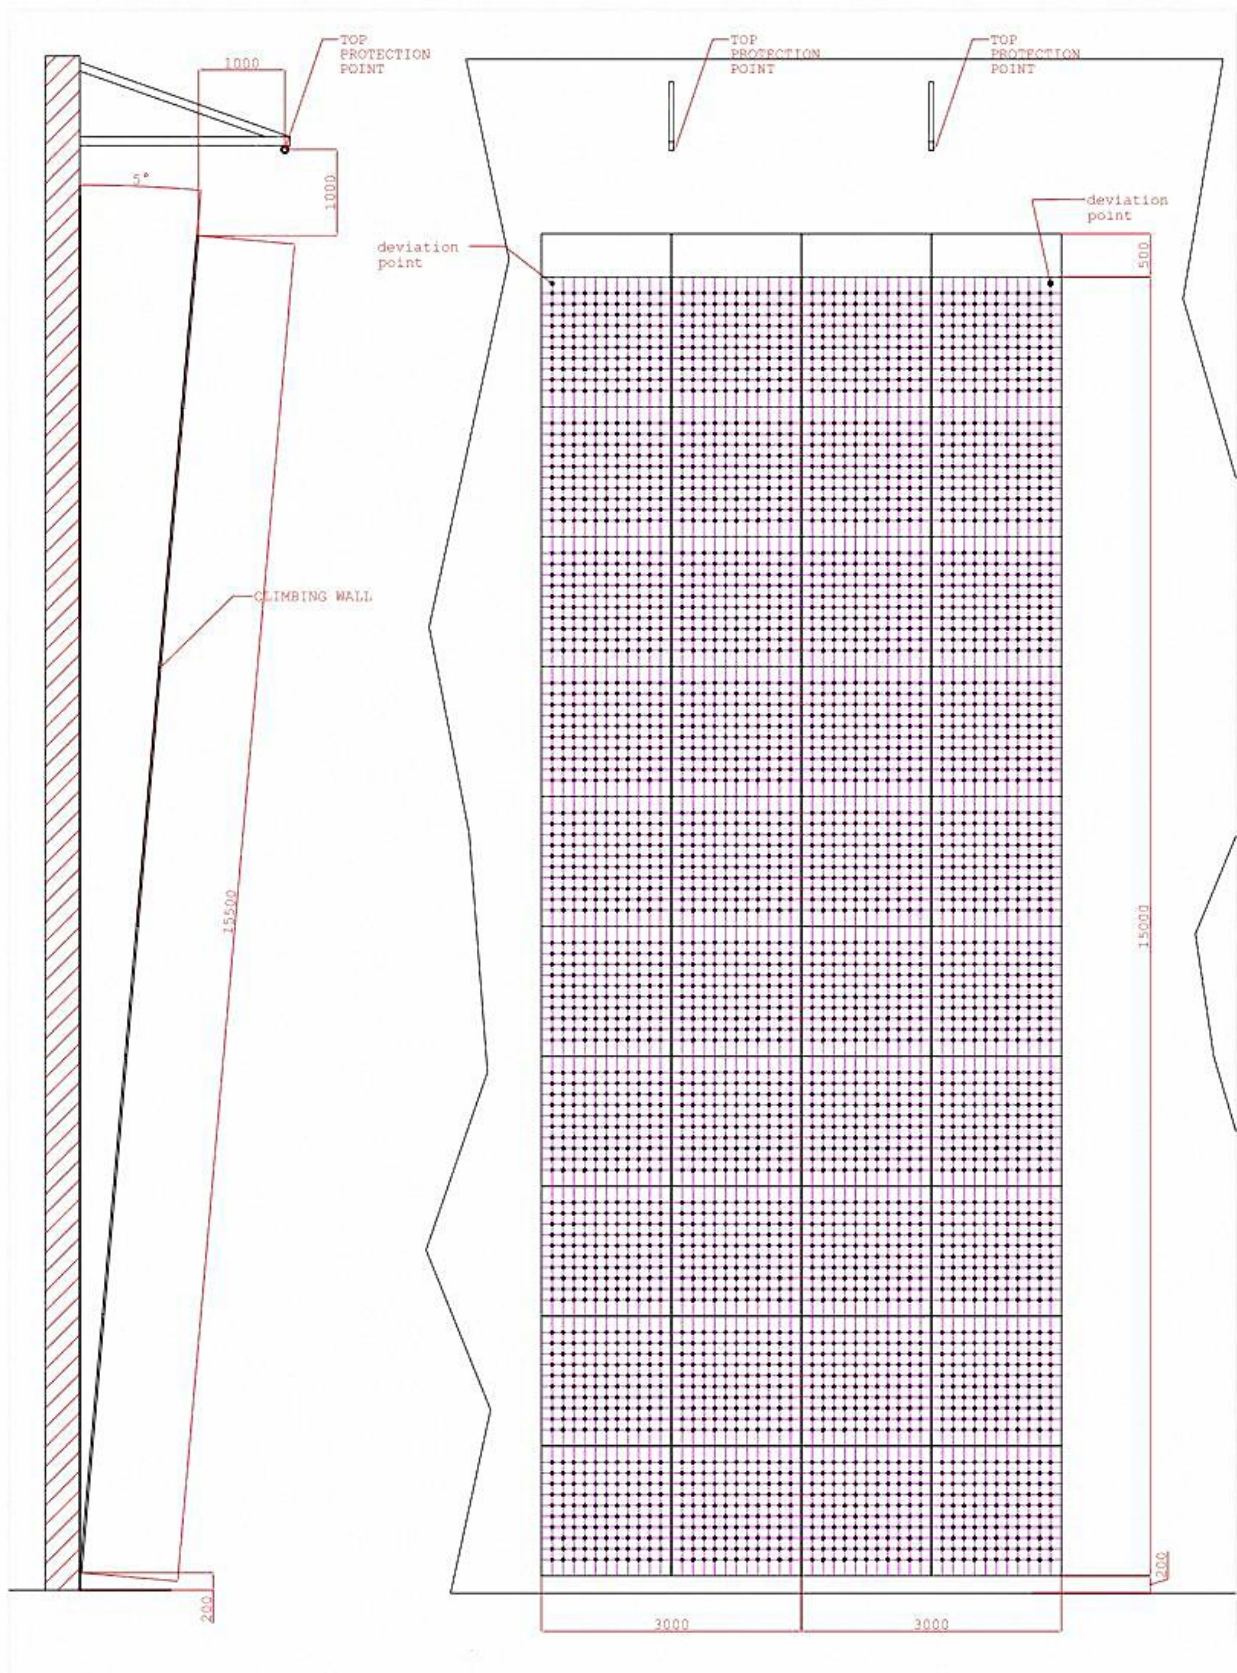 TOP
PROTECTION
POINT
1000
1000
5°
CLIMBING WALL
15500
200
TOP
PROTECTION
POINT
TOP
PROTECTION
POINT
deviation
point
deviation
point
500
15000
200
3000
3000